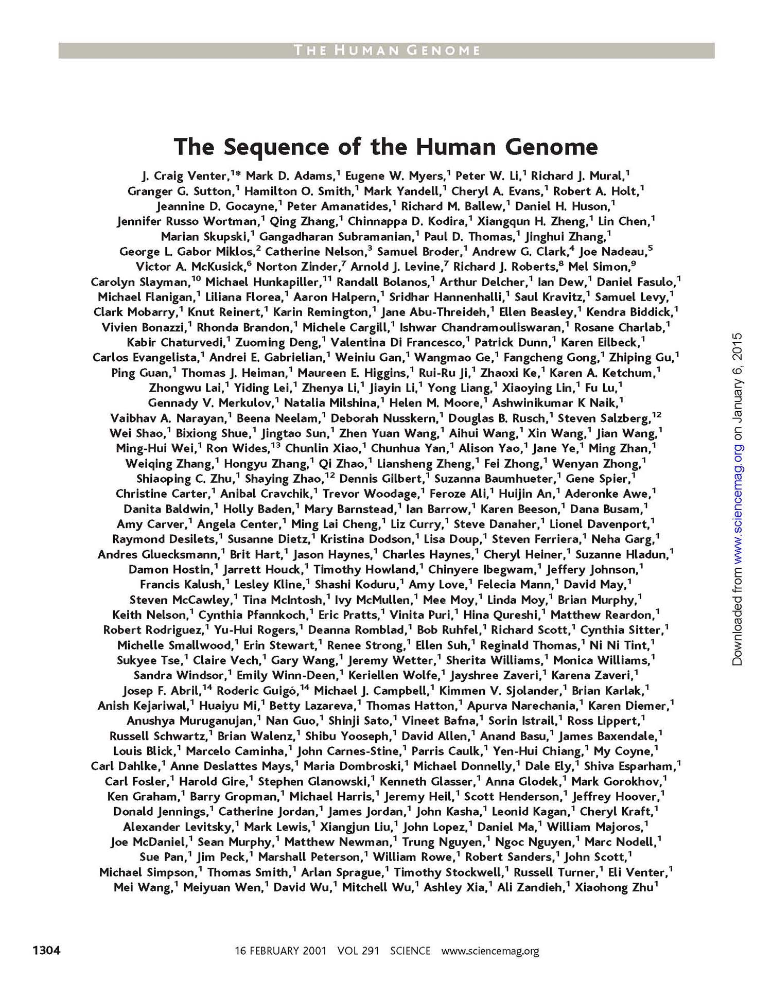 THE HUMAN GENOME
The Sequence of the Human Genome
J. Craig Venter,¹* Mark D. Adams,¹ Eugene W. Myers,¹ Peter W. Li,¹ Richard J. Mural,¹
Granger G. Sutton,¹ Hamilton O. Smith,¹ Mark Yandell,¹ Cheryl A. Evans,¹ Robert A. Holt,¹
Jeannine D. Gocayne,¹ Peter Amanatides,¹ Richard M. Ballew,¹ Daniel H. Huson,¹
Jennifer Russo Wortman,¹ Qing Zhang,¹ Chinnappa D. Kodira,¹ Xiangqun H. Zheng,¹ Lin Chen,¹
Marian Skupski,¹ Gangadharan Subramanian,¹ Paul D. Thomas,¹ Jinghui Zhang,¹
George L. Gabor Miklos,² Catherine Nelson,³ Samuel Broder,¹ Andrew G. Clark,⁴ Joe Nadeau,⁵
Victor A. McKusick,⁶ Norton Zinder,⁷ Arnold J. Levine,⁷ Richard J. Roberts,⁸ Mel Simon,⁹
Carolyn Slayman,¹⁰ Michael Hunkapiller,¹¹ Randall Bolanos,¹ Arthur Delcher,¹ Ian Dew,¹ Daniel Fasulo,¹
Michael Flanigan,¹ Liliana Florea,¹ Aaron Halpern,¹ Sridhar Hannenhalli,¹ Saul Kravitz,¹ Samuel Levy,¹
Clark Mobarry,¹ Knut Reinert,¹ Karin Remington,¹ Jane Abu-Threideh,¹ Ellen Beasley,¹ Kendra Biddick,¹
Vivien Bonazzi,¹ Rhonda Brandon,¹ Michele Cargill,¹ Ishwar Chandramouliswaran,¹ Rosane Charlab,¹
Kabir Chaturvedi,¹ Zuoming Deng,¹ Valentina Di Francesco,¹ Patrick Dunn,¹ Karen Eilbeck,¹
Carlos Evangelista,¹ Andrei E. Gabrielian,¹ Weiniu Gan,¹ Wangmao Ge,¹ Fangcheng Gong,¹ Zhiping Gu,¹
Ping Guan,¹ Thomas J. Heiman,¹ Maureen E. Higgins,¹ Rui-Ru Ji,¹ Zhaoxi Ke,¹ Karen A. Ketchum,¹
Zhongwu Lai,¹ Yiding Lei,¹ Zhenya Li,¹ Jiayin Li,¹ Yong Liang,¹ Xiaoying Lin,¹ Fu Lu,¹
Gennady V. Merkulov,¹ Natalia Milshina,¹ Helen M. Moore,¹ Ashwinikumar K Naik,¹
Vaibhav A. Narayan,¹ Beena Neelam,¹ Deborah Nusskern,¹ Douglas B. Rusch,¹ Steven Salzberg,¹²
Wei Shao,¹ Bixiong Shue,¹ Jingtao Sun,¹ Zhen Yuan Wang,¹ Aihui Wang,¹ Xin Wang,¹ Jian Wang,¹
Ming-Hui Wei,¹ Ron Wides,¹³ Chunlin Xiao,¹ Chunhua Yan,¹ Alison Yao,¹ Jane Ye,¹ Ming Zhan,¹
Weiqing Zhang,¹ Hongyu Zhang,¹ Qi Zhao,¹ Liansheng Zheng,¹ Fei Zhong,¹ Wenyan Zhong,¹
Shiaoping C. Zhu,¹ Shaying Zhao,¹² Dennis Gilbert,¹ Suzanna Baumhueter,¹ Gene Spier,¹
Christine Carter,¹ Anibal Cravchik,¹ Trevor Woodage,¹ Feroze Ali,¹ Huijin An,¹ Aderonke Awe,¹
Danita Baldwin,¹ Holly Baden,¹ Mary Barnstead,¹ Ian Barrow,¹ Karen Beeson,¹ Dana Busam,¹
Amy Carver,¹ Angela Center,¹ Ming Lai Cheng,¹ Liz Curry,¹ Steve Danaher,¹ Lionel Davenport,¹
Raymond Desilets,¹ Susanne Dietz,¹ Kristina Dodson,¹ Lisa Doup,¹ Steven Ferriera,¹ Neha Garg,¹
Andres Gluecksmann,¹ Brit Hart,¹ Jason Haynes,¹ Charles Haynes,¹ Cheryl Heiner,¹ Suzanne Hladun,¹
Damon Hostin,¹ Jarrett Houck,¹ Timothy Howland,¹ Chinyere Ibegwam,¹ Jeffery Johnson,¹
Francis Kalush,¹ Lesley Kline,¹ Shashi Koduru,¹ Amy Love,¹ Felecia Mann,¹ David May,¹
Steven McCawley,¹ Tina McIntosh,¹ Ivy McMullen,¹ Mee Moy,¹ Linda Moy,¹ Brian Murphy,¹
Keith Nelson,¹ Cynthia Pfannkoch,¹ Eric Pratts,¹ Vinita Puri,¹ Hina Qureshi,¹ Matthew Reardon,¹
Robert Rodriguez,¹ Yu-Hui Rogers,¹ Deanna Romblad,¹ Bob Ruhfel,¹ Richard Scott,¹ Cynthia Sitter,¹
Michelle Smallwood,¹ Erin Stewart,¹ Renee Strong,¹ Ellen Suh,¹ Reginald Thomas,¹ Ni Ni Tint,¹
Sukyee Tse,¹ Claire Vech,¹ Gary Wang,¹ Jeremy Wetter,¹ Sherita Williams,¹ Monica Williams,¹
Sandra Windsor,¹ Emily Winn-Deen,¹ Keriellen Wolfe,¹ Jayshree Zaveri,¹ Karena Zaveri,¹
Josep F. Abril,¹⁴ Roderic Guigó,¹⁴ Michael J. Campbell,¹ Kimmen V. Sjolander,¹ Brian Karlak,¹
Anish Kejariwal,¹ Huaiyu Mi,¹ Betty Lazareva,¹ Thomas Hatton,¹ Apurva Narechania,¹ Karen Diemer,¹
Anushya Muruganujan,¹ Nan Guo,¹ Shinji Sato,¹ Vineet Bafna,¹ Sorin Istrail,¹ Ross Lippert,¹
Russell Schwartz,¹ Brian Walenz,¹ Shibu Yooseph,¹ David Allen,¹ Anand Basu,¹ James Baxendale,¹
Louis Blick,¹ Marcelo Caminha,¹ John Carnes-Stine,¹ Parris Caulk,¹ Yen-Hui Chiang,¹ My Coyne,¹
Carl Dahlke,¹ Anne Deslattes Mays,¹ Maria Dombroski,¹ Michael Donnelly,¹ Dale Ely,¹ Shiva Esparham,¹
Carl Fosler,¹ Harold Gire,¹ Stephen Glanowski,¹ Kenneth Glasser,¹ Anna Glodek,¹ Mark Gorokhov,¹
Ken Graham,¹ Barry Gropman,¹ Michael Harris,¹ Jeremy Heil,¹ Scott Henderson,¹ Jeffrey Hoover,¹
Donald Jennings,¹ Catherine Jordan,¹ James Jordan,¹ John Kasha,¹ Leonid Kagan,¹ Cheryl Kraft,¹
Alexander Levitsky,¹ Mark Lewis,¹ Xiangjun Liu,¹ John Lopez,¹ Daniel Ma,¹ William Majoros,¹
Joe McDaniel,¹ Sean Murphy,¹ Matthew Newman,¹ Trung Nguyen,¹ Ngoc Nguyen,¹ Marc Nodell,¹
Sue Pan,¹ Jim Peck,¹ Marshall Peterson,¹ William Rowe,¹ Robert Sanders,¹ John Scott,¹
Michael Simpson,¹ Thomas Smith,¹ Arlan Sprague,¹ Timothy Stockwell,¹ Russell Turner,¹ Eli Venter,¹
Mei Wang,¹ Meiyuan Wen,¹ David Wu,¹ Mitchell Wu,¹ Ashley Xia,¹ Ali Zandieh,¹ Xiaohong Zhu¹
1304 16 FEBRUARY 2001 VOL 291 SCIENCE www.sciencemag.org
Downloaded from www.sciencemag.org on January 6, 2015